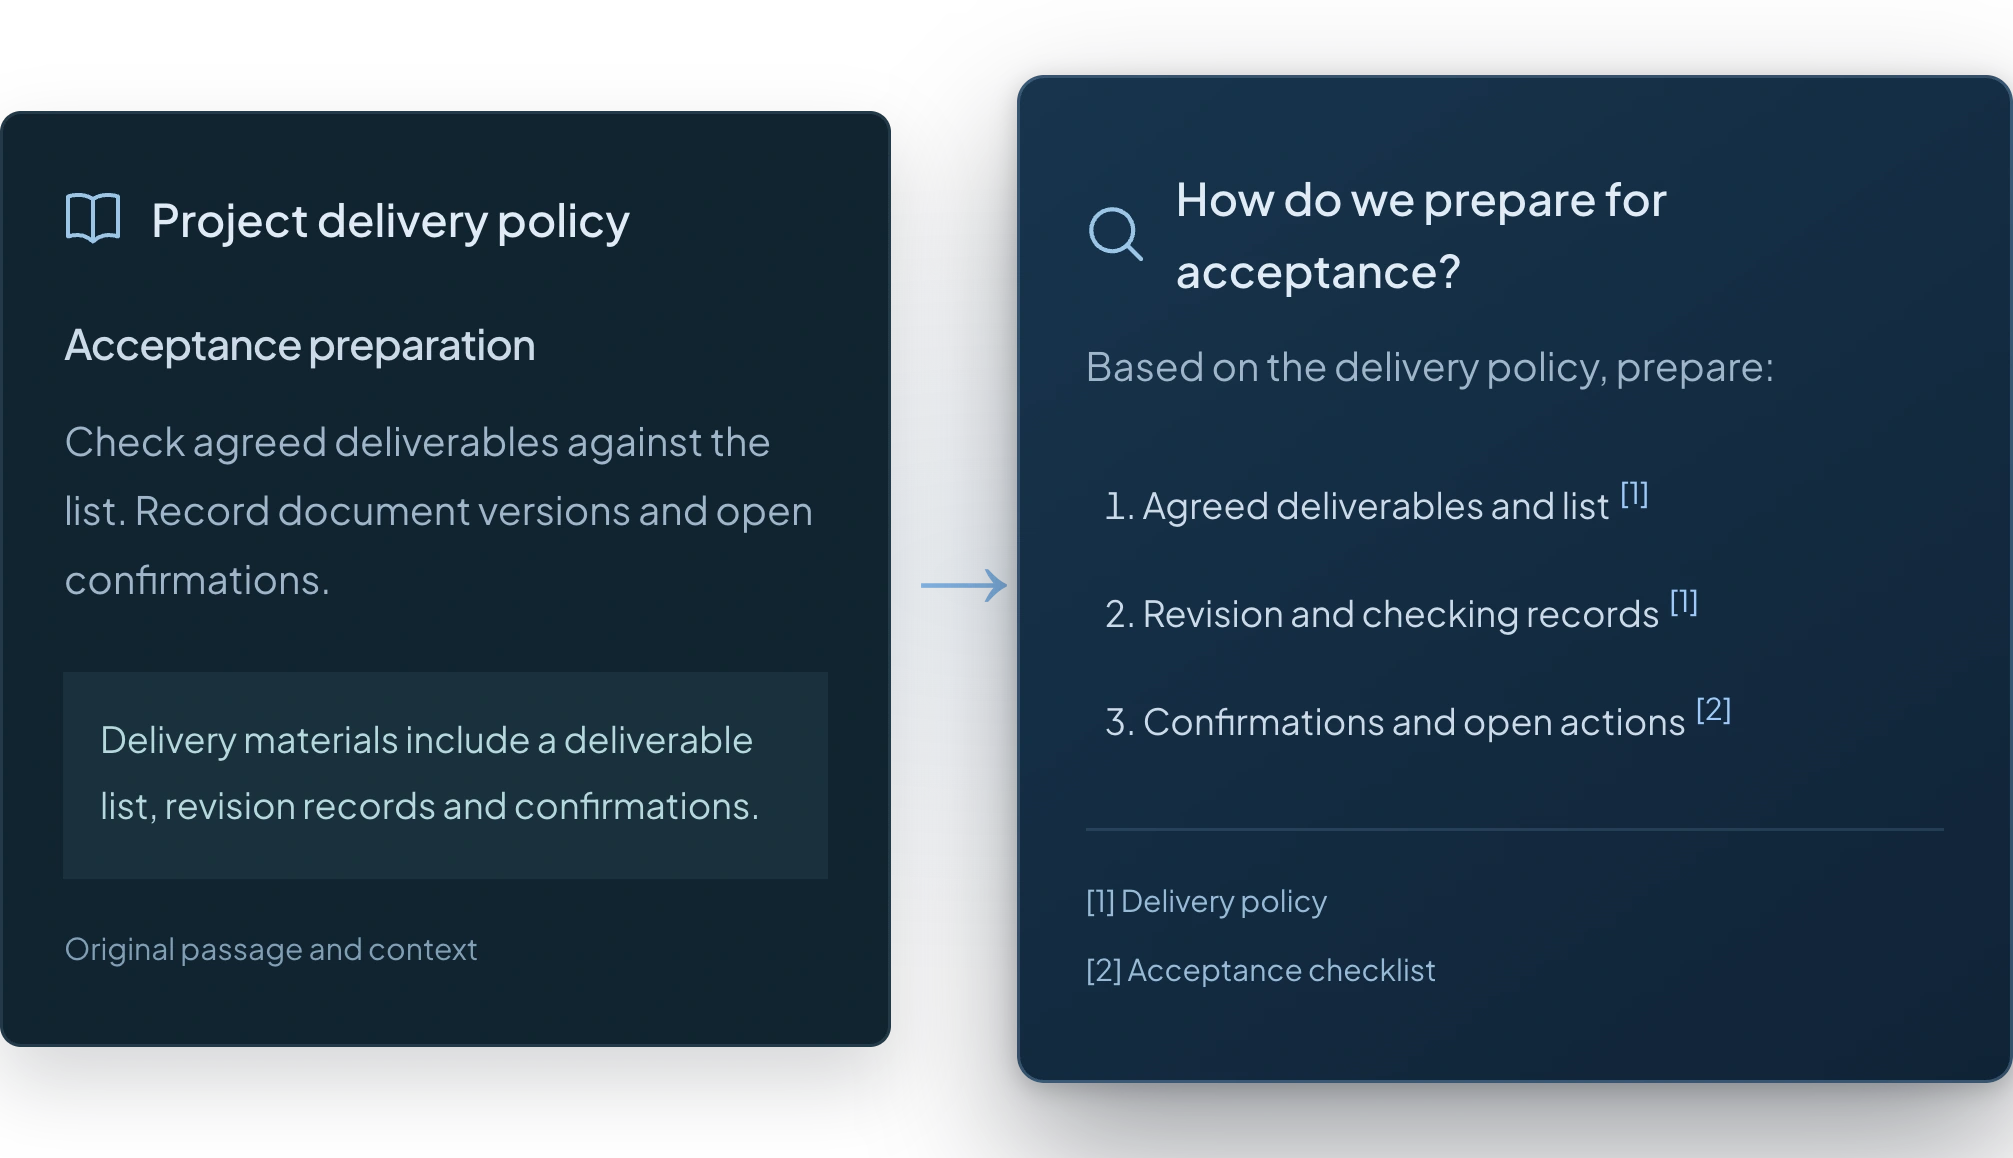 Project delivery policy
Acceptance preparation
Check agreed deliverables against the
list. Record document versions and open
confirmations.
Delivery materials include a deliverable
list, revision records and confirmations.
Original passage and context
→
How do we prepare for
acceptance?
Based on the delivery policy, prepare:
1. Agreed deliverables and list [1]
2. Revision and checking records [1]
3. Confirmations and open actions [2]
[1] Delivery policy
[2] Acceptance checklist